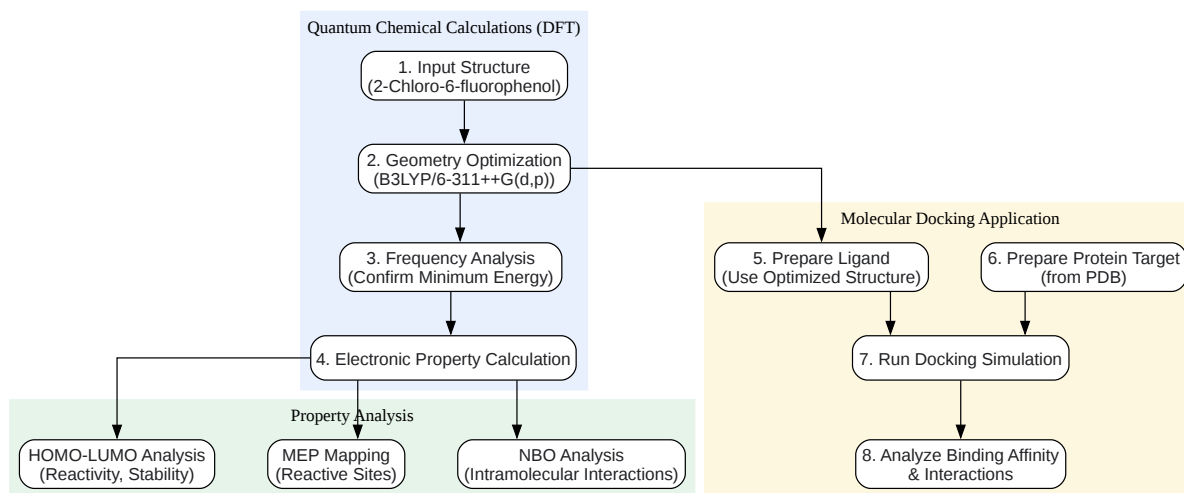 Quantum Chemical Calculations (DFT)
1. Input Structure
(2-Chloro-6-fluorophenol)
2. Geometry Optimization
(B3LYP/6-311++G(d,p))
3. Frequency Analysis
(Confirm Minimum Energy)
4. Electronic Property Calculation
Property Analysis
HOMO-LUMO Analysis
(Reactivity, Stability)
MEP Mapping
(Reactive Sites)
NBO Analysis
(Intramolecular Interactions)
Molecular Docking Application
5. Prepare Ligand
(Use Optimized Structure)
6. Prepare Protein Target
(from PDB)
7. Run Docking Simulation
8. Analyze Binding Affinity
& Interactions